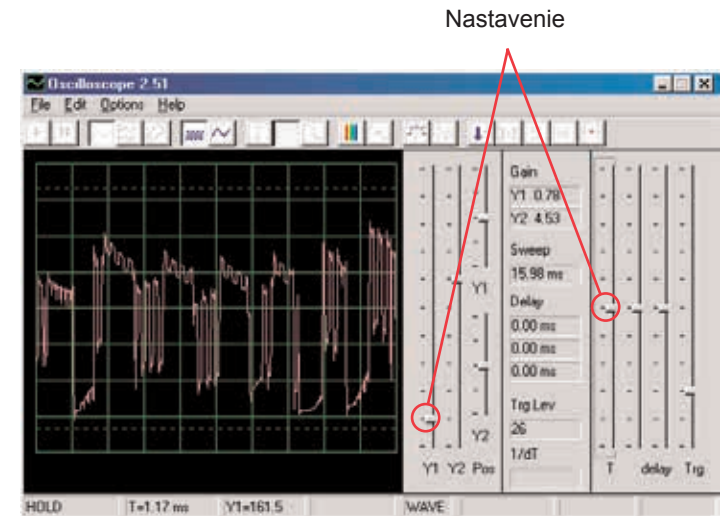 Nastavenie
Oscilloscope 2.51
File Edit Options Help
Gain
Y1 0.78
Y2 4.53
Sweep
15.98 ms
Delay
0.00 ms
0.00 ms
0.00 ms
Trg Lev
26
1/dT
Y1
Y2
Y1 Y2 Pos
T delay Trg
HOLD T=1.17 ms Y1=161.5 WAVE